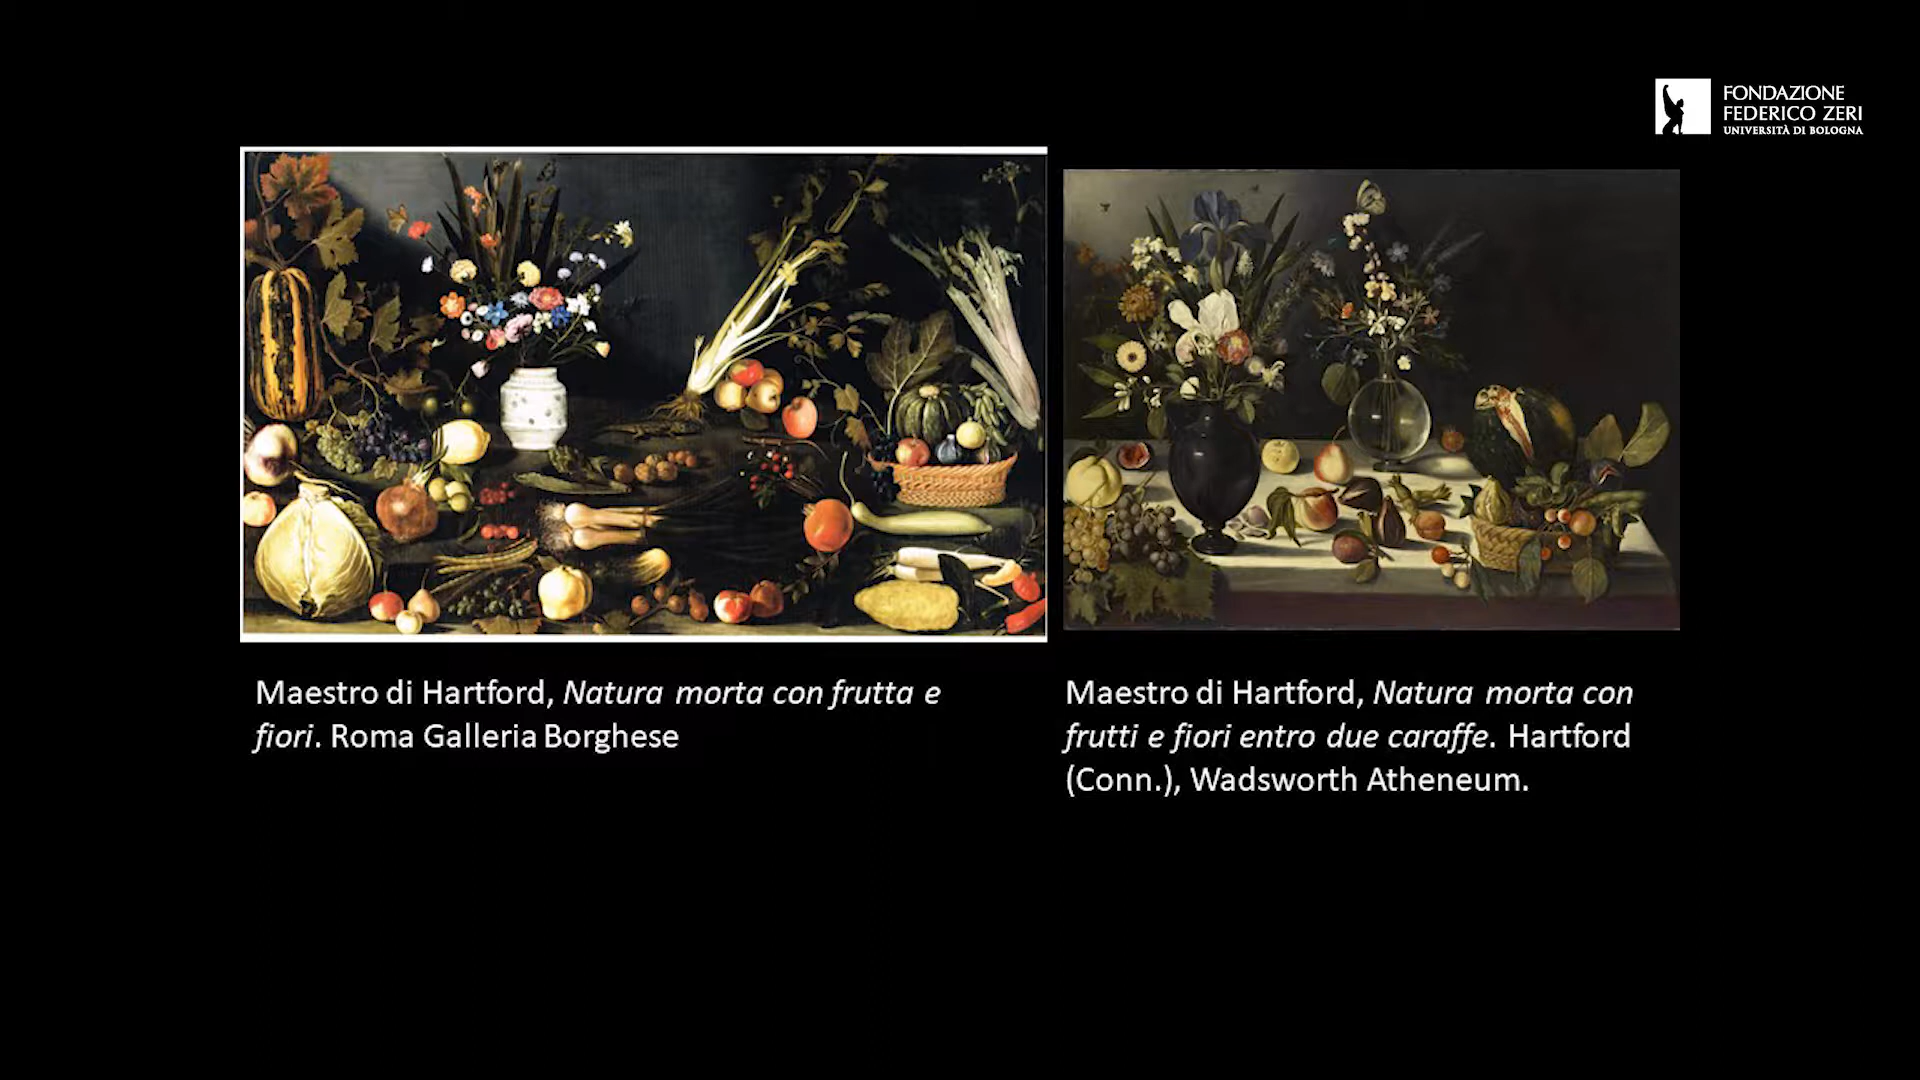 FONDAZIONE
FEDERICO ZERI
UNIVERSITÀ DI BOLOGNA
Maestro di Hartford, Natura morta con frutta e
fiori. Roma Galleria Borghese
Maestro di Hartford, Natura morta con
frutti e fiori entro due caraffe. Hartford
(Conn.), Wadsworth Atheneum.